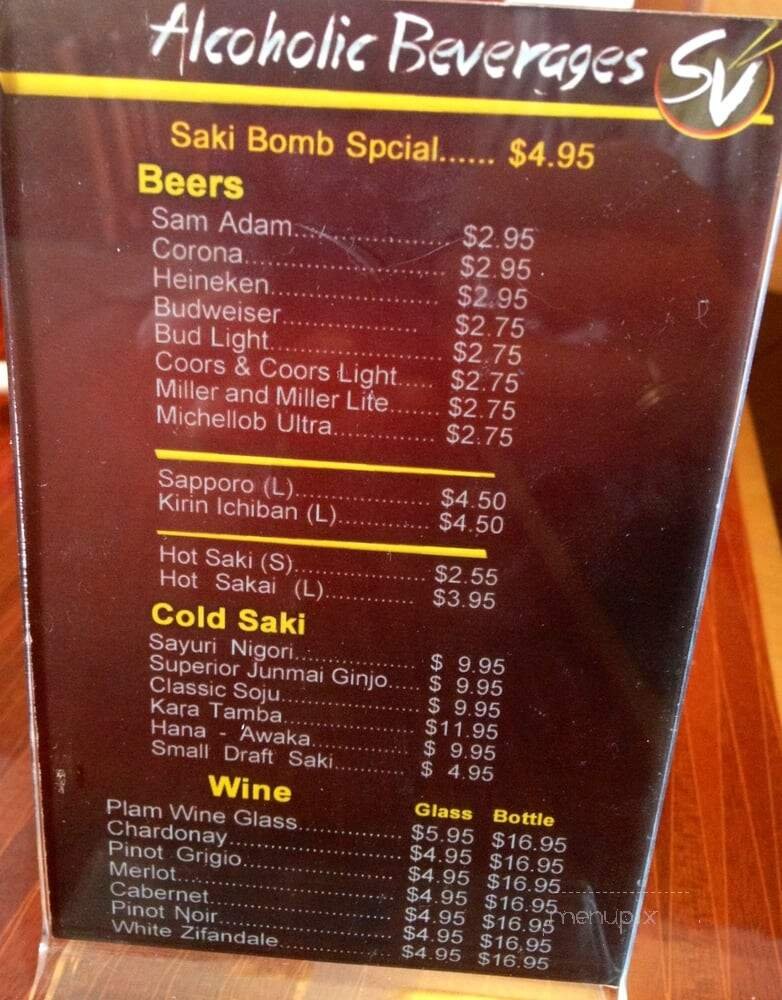 Alcoholic Beverages SV
Saki Bomb Spcial...... $4.95
Beers
Sam Adam................... $2.95
Corona........................... $2.95
Heineken....................... $2.95
Budweiser................... $2.75
Bud Light....................... $2.75
Coors & Coors Light..... $2.75
Miller and Miller Lite....... $2.75
Michellob Ultra.............. $2.75
Sapporo (L)................... $4.50
Kirin Ichiban (L)............. $4.50
Hot Saki (S)................... $2.55
Hot Sakai (L)............. $3.95
Cold Saki
Sayuri Nigori................. $ 9.95
Superior Junmai Ginjo..... $ 9.95
Classic Soju.................... $ 9.95
Kara Tamba................... $11.95
Hana - Awaka.............. $ 9.95
Small Draft Saki.......... $ 4.95
Wine
Glass Bottle
Plam Wine Glass............... $5.95 $16.95
Chardonay......................... $4.95 $16.95
Pinot Grigio....................... $4.95 $16.95
Merlot................................ $4.95 $16.95
Cabernet........................... $4.95 $16.95
Pinot Noir......................... $4.95 $16.95
White Zifandale................ $4.95 $16.95
menupix